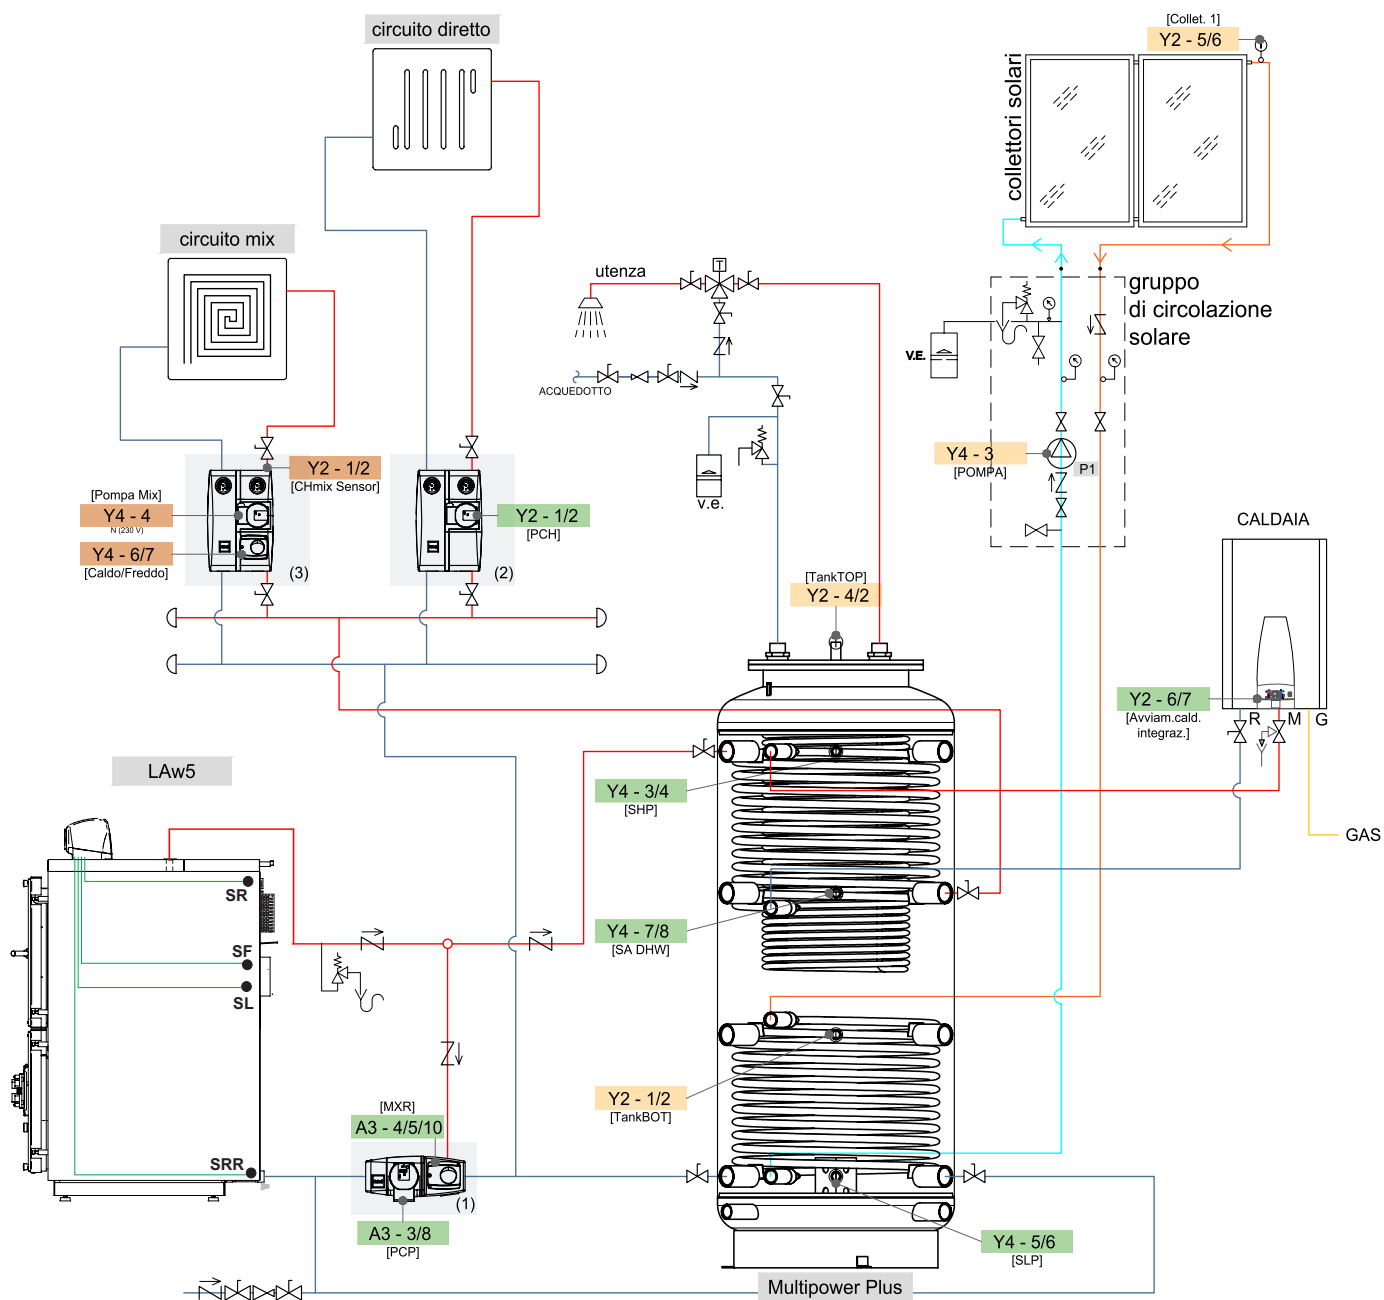 circuito diretto
[Collet. 1]
Y2 - 5/6
T
collettori solari
circuito mix
utenza
T
gruppo
di circolazione
solare
V.E.
ACQUEDOTTO
Y2 - 1/2
[CHmix Sensor]
[Pompa Mix]
Y4 - 4
N (230 V)
Y4 - 6/7
[Caldo/Freddo]
(3)
Y2 - 1/2
[PCH]
(2)
v.e.
Y4 - 3
[POMPA]
P1
CALDAIA
[TankTOP]
Y2 - 4/2
Y2 - 6/7
[Avviam.cald.
integraz.]
R
M
G
GAS
LAw5
Y4 - 3/4
[SHP]
SR
SF
SL
SRR
Y4 - 7/8
[SA DHW]
Y2 - 1/2
[TankBOT]
[MXR]
A3 - 4/5/10
(1)
A3 - 3/8
[PCP]
Y4 - 5/6
[SLP]
Multipower Plus